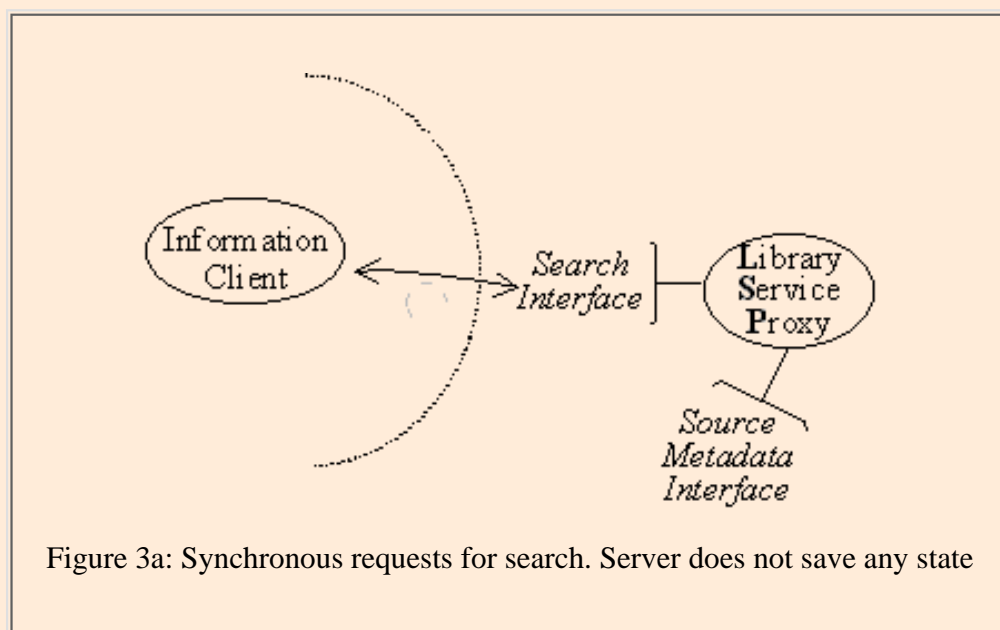 Information
Client
Search
Interface
Library
Service
Proxy
Source
Metadata
Interface
Figure 3a: Synchronous requests for search. Server does not save any state